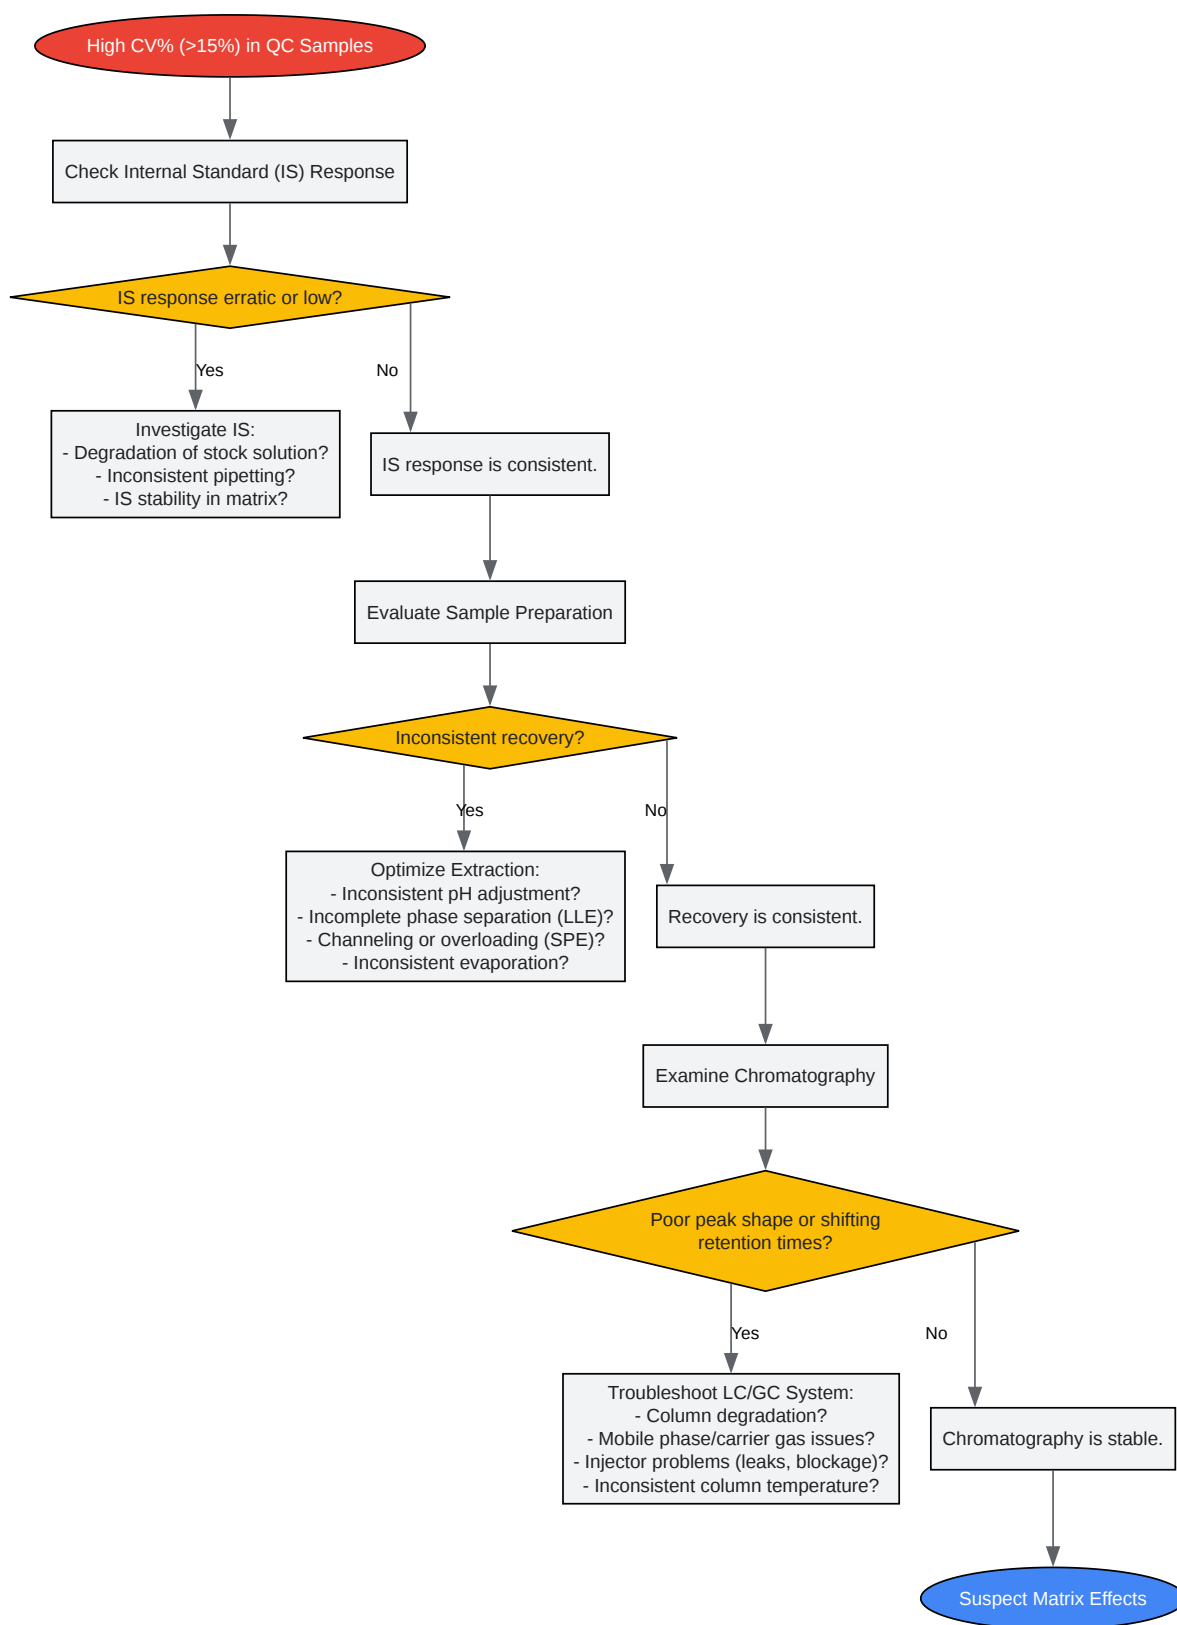 High CV% (>15%) in QC Samples
Check Internal Standard (IS) Response
IS response erratic or low?
Yes
No
Investigate IS:
- Degradation of stock solution?
- Inconsistent pipetting?
- IS stability in matrix?
IS response is consistent.
Evaluate Sample Preparation
Inconsistent recovery?
Yes
No
Optimize Extraction:
- Inconsistent pH adjustment?
- Incomplete phase separation (LLE)?
- Channeling or overloading (SPE)?
- Inconsistent evaporation?
Recovery is consistent.
Examine Chromatography
Poor peak shape or shifting
retention times?
Yes
No
Troubleshoot LC/GC System:
- Column degradation?
- Mobile phase/carrier gas issues?
- Injector problems (leaks, blockage)?
- Inconsistent column temperature?
Chromatography is stable.
Suspect Matrix Effects